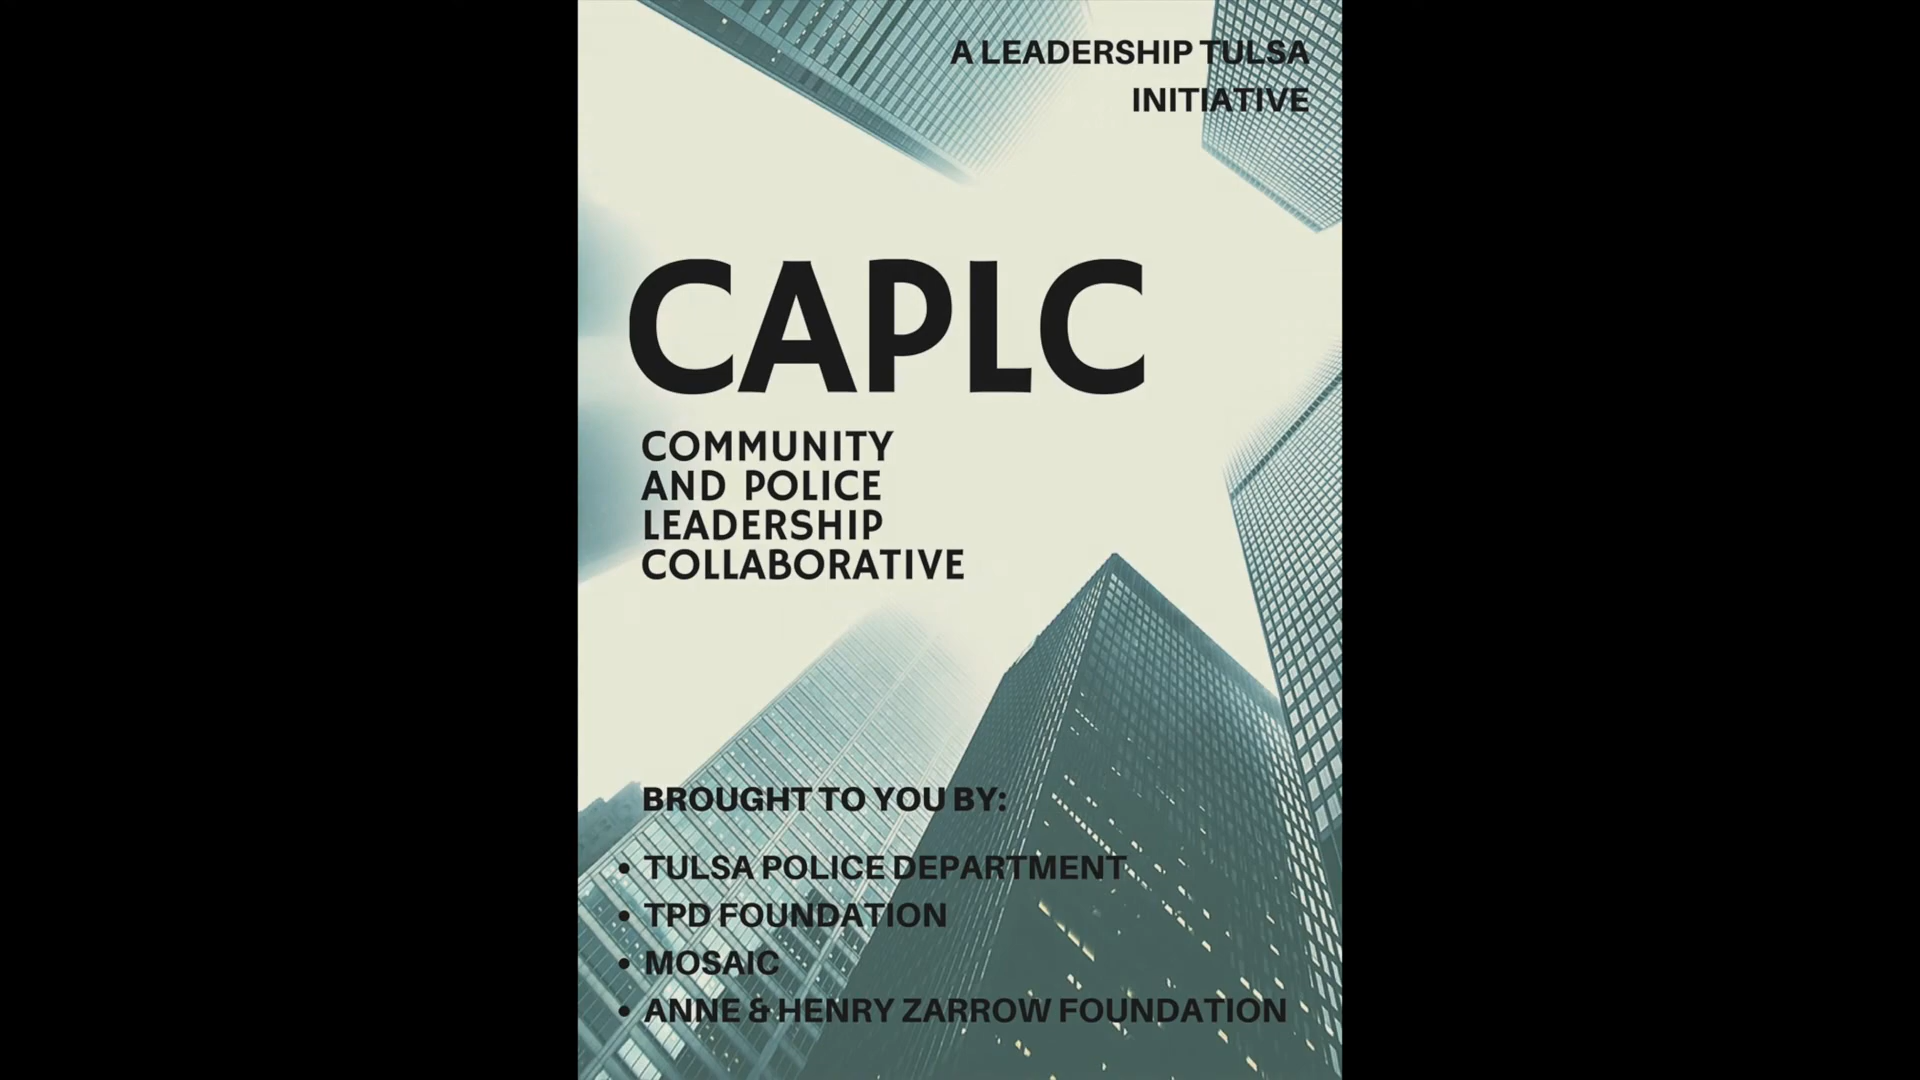 A LEADERSHIP TULSA
INITIATIVE
CAPLC
COMMUNITY
AND POLICE
LEADERSHIP
COLLABORATIVE
BROUGHT TO YOU BY:
• TULSA POLICE DEPARTMENT
• TPD FOUNDATION
• MOSAIC
• ANNE & HENRY ZARROW FOUNDATION